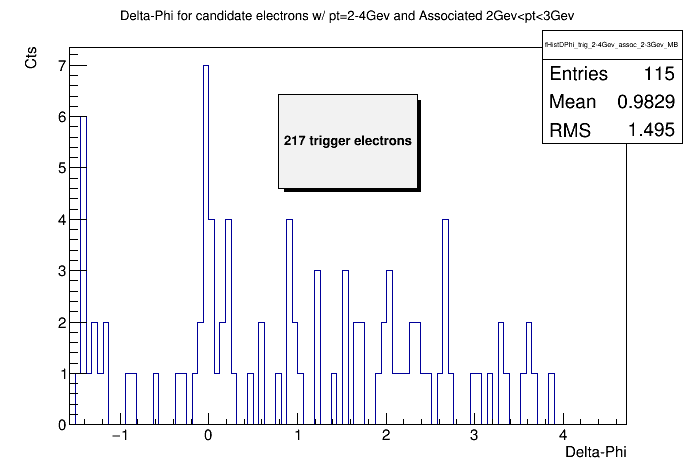 Delta-Phi for candidate electrons w/ pt=2-4Gev and Associated 2Gev<pt<3Gev
Cts
fHistDPhi_trig_2-4Gev_assoc_2-3Gev_MB
Entries 115
Mean 0.9829
RMS 1.495
217 trigger electrons
7
6
5
4
3
2
1
0
−1 0 1 2 3 4
Delta-Phi